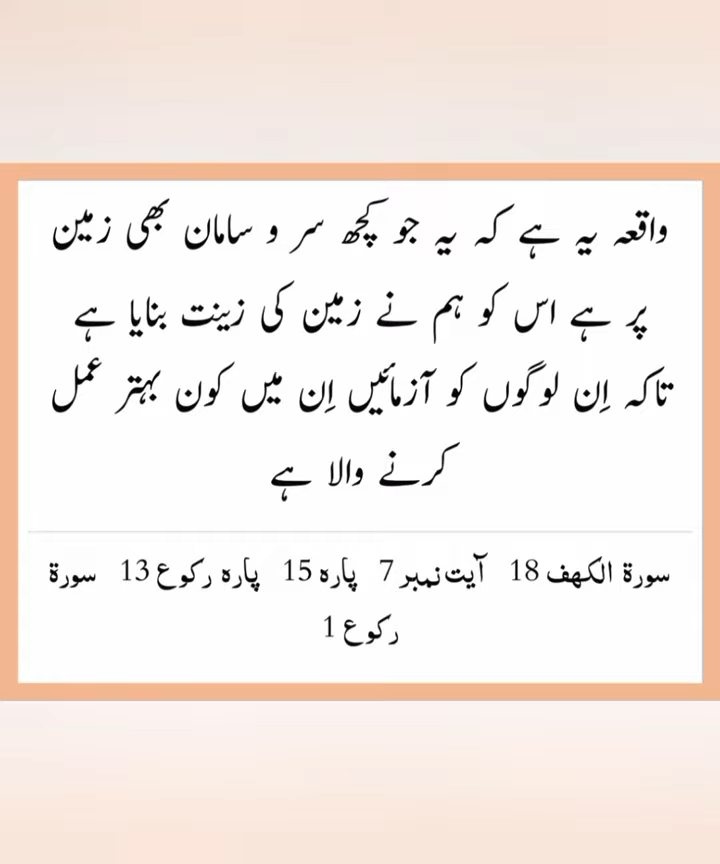 واقعہ یہ ہے کہ یہ جو کچھ سر و سامان بھی زمین
پر ہے اس کو ہم نے زمین کی زینت بنایا ہے
تاکہ اِن لوگوں کو آزمائیں اِن میں کون بہتر عمل
کرنے والا ہے
سورۃ الکھف 18 آیت نمبر 7 پارہ 15 پارہ رکوع 13 سورۃ
رکوع 1